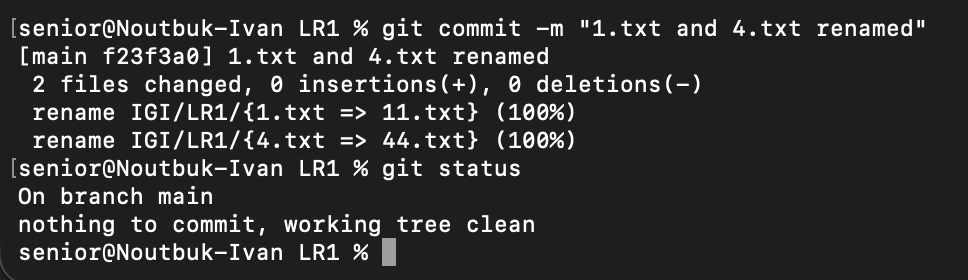 [senior@Noutbuk-Ivan LR1 % git commit -m "1.txt and 4.txt renamed"
[main f23f3a0] 1.txt and 4.txt renamed
 2 files changed, 0 insertions(+), 0 deletions(-)
 rename IGI/LR1/{1.txt => 11.txt} (100%)
 rename IGI/LR1/{4.txt => 44.txt} (100%)
[senior@Noutbuk-Ivan LR1 % git status
On branch main
nothing to commit, working tree clean
senior@Noutbuk-Ivan LR1 %